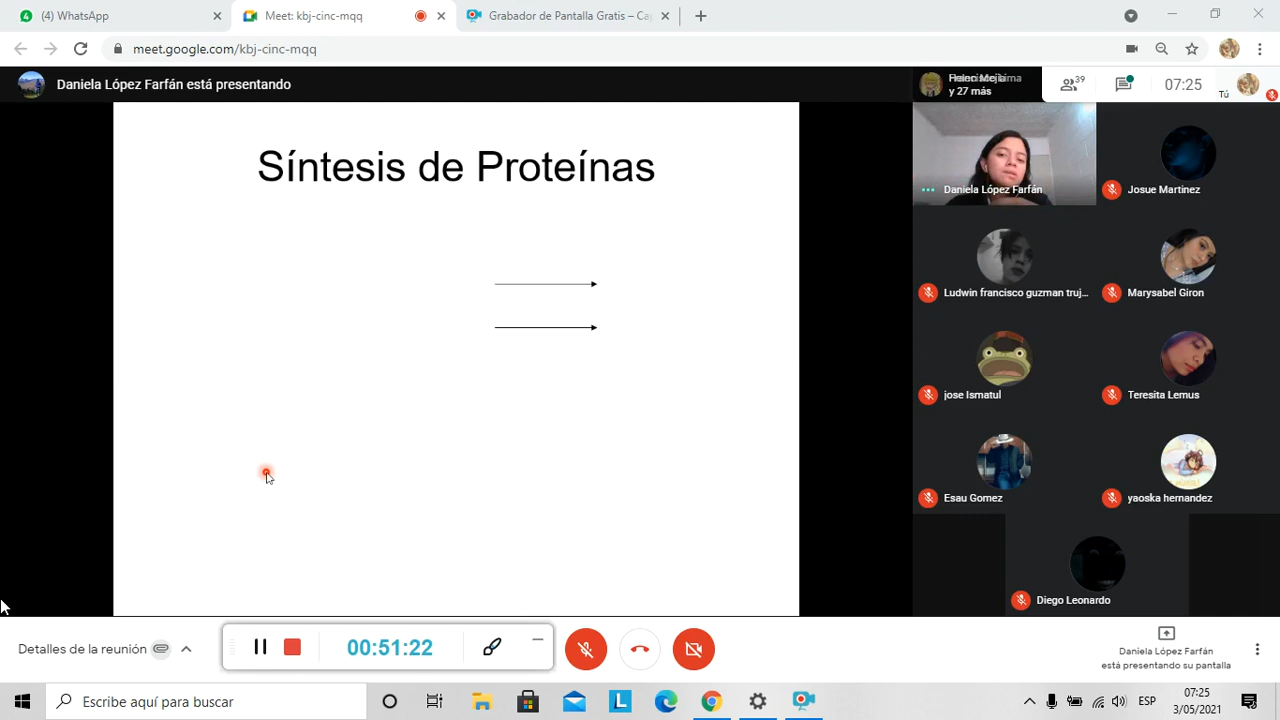 (4) WhatsApp
Meet: kbj-cinc-mqq
Grabador de Pantalla Gratis – Ca
meet.google.com/kbj-cinc-mqq
Daniela López Farfán está presentando
y 27 más
39
07:25
Tú
Síntesis de Proteínas
Daniela López Farfán
Josue Martinez
Ludwin francisco guzman truj...
Marysabel Giron
jose Ismatul
Teresita Lemus
Esau Gomez
yaoska hernandez
Diego Leonardo
Detalles de la reunión
00:51:22
Daniela López Farfán
está presentando su pantalla
Escribe aquí para buscar
ESP
07:25
3/05/2021